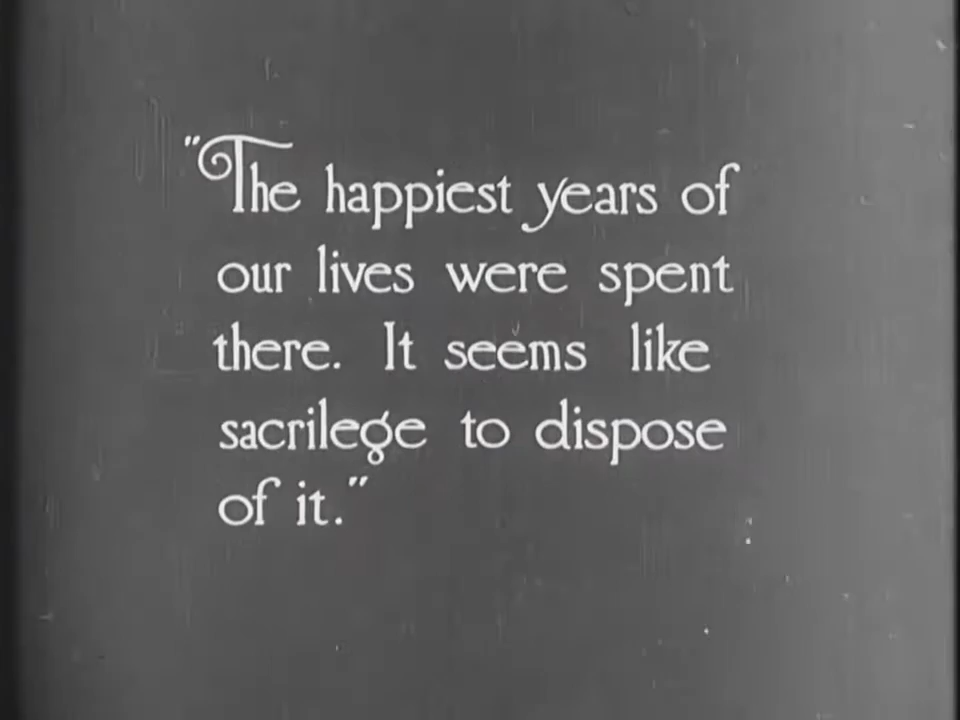 "The happiest years of
our lives were spent
there. It seems like
sacrilege to dispose
of it."